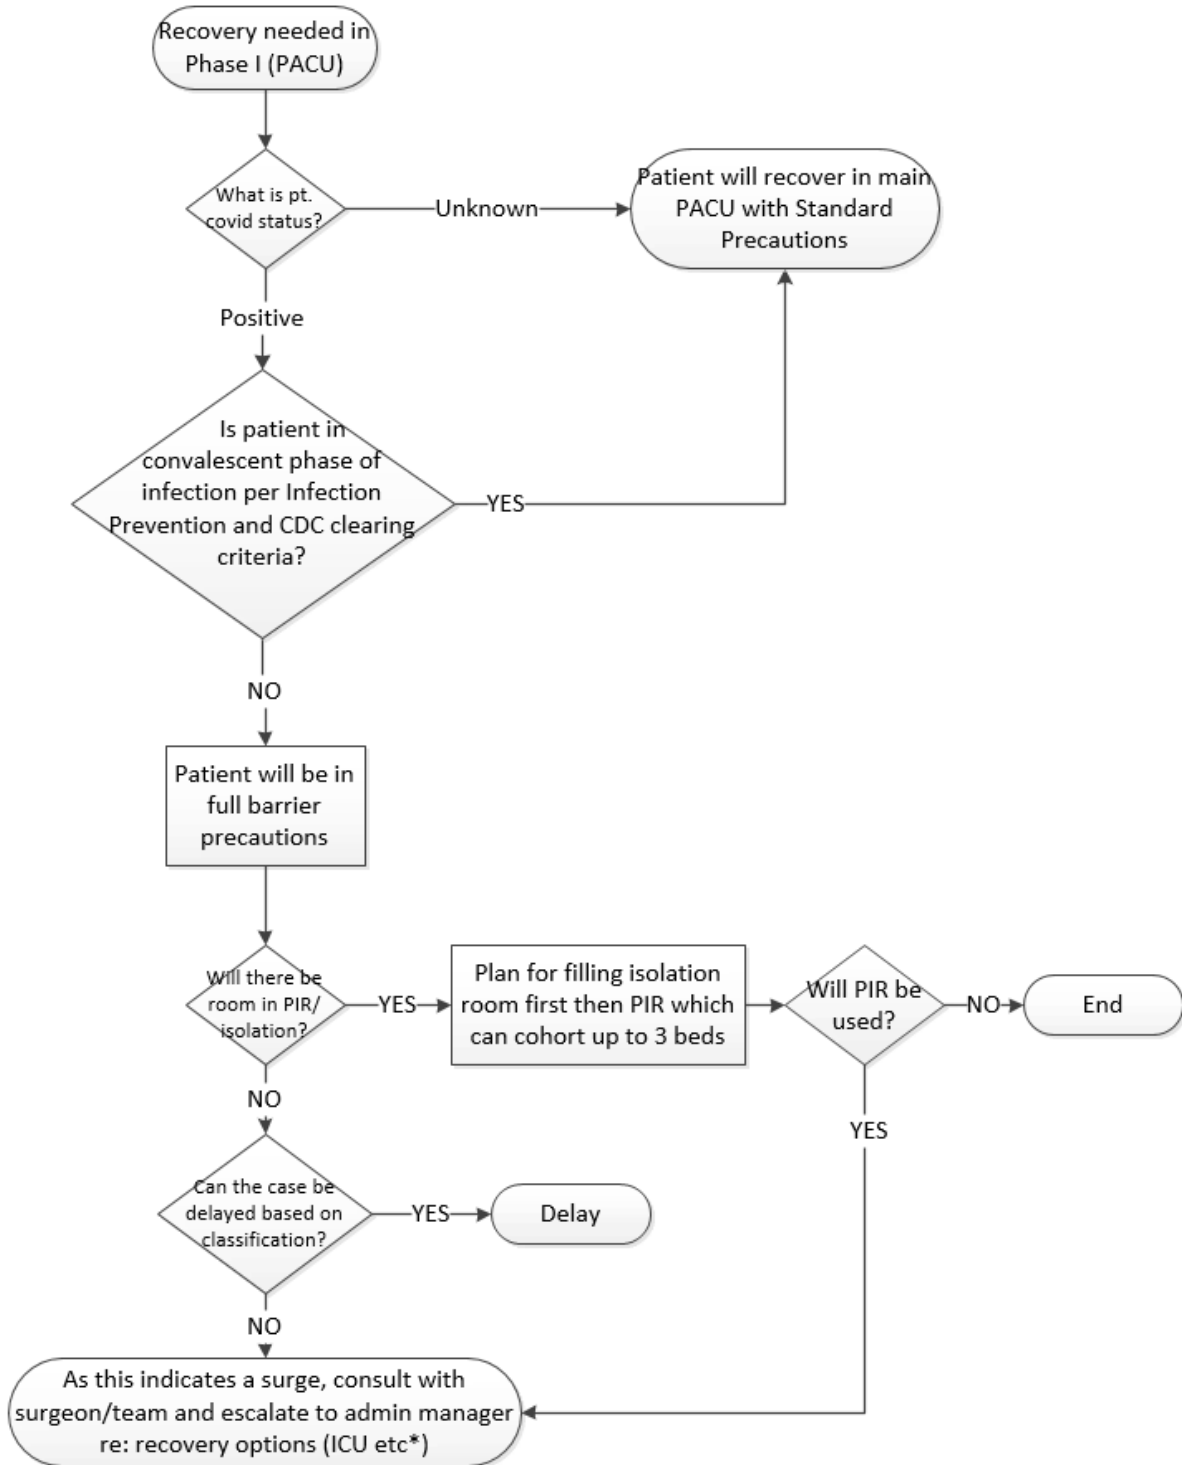 Recovery needed in
Phase I (PACU)
What is pt.
covid status?
Unknown
Patient will recover in main
PACU with Standard
Precautions
Positive
Is patient in
convalescent phase of
infection per Infection
Prevention and CDC clearing
criteria?
YES
NO
Patient will be in
full barrier
precautions
Will there be
room in PIR/
isolation?
YES
Plan for filling isolation
room first then PIR which
can cohort up to 3 beds
Will PIR be
used?
NO
End
NO
YES
Can the case be
delayed based on
classification?
YES
Delay
NO
As this indicates a surge, consult with
surgeon/team and escalate to admin manager
re: recovery options (ICU etc*)